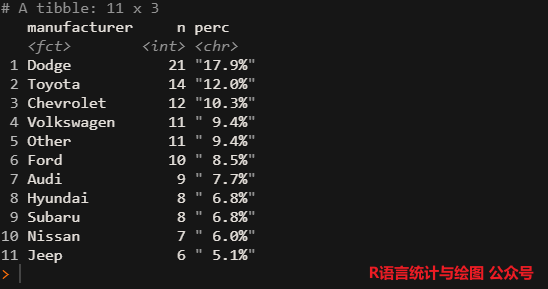 # A tibble: 11 x 3
   manufacturer     n perc
   <fct>        <int> <chr>
 1 Dodge           21 "17.9%"
 2 Toyota          14 "12.0%"
 3 Chevrolet       12 "10.3%"
 4 Volkswagen      11 " 9.4%"
 5 Other           11 " 9.4%"
 6 Ford            10 " 8.5%"
 7 Audi             9 " 7.7%"
 8 Hyundai          8 " 6.8%"
 9 Subaru           8 " 6.8%"
10 Nissan           7 " 6.0%"
11 Jeep             6 " 5.1%"
>
R语言统计与绘图 公众号